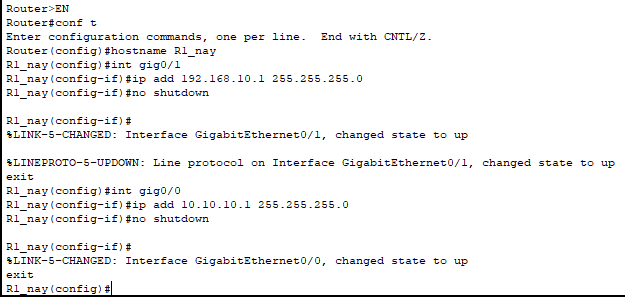 Router>EN
Router#conf t
Enter configuration commands, one per line.  End with CNTL/Z.
Router(config)#hostname R1_nay
R1_nay(config)#int gig0/1
R1_nay(config-if)#ip add 192.168.10.1 255.255.255.0
R1_nay(config-if)#no shutdown
R1_nay(config-if)#
%LINK-5-CHANGED: Interface GigabitEthernet0/1, changed state to up
%LINEPROTO-5-UPDOWN: Line protocol on Interface GigabitEthernet0/1, changed state to up
exit
R1_nay(config)#int gig0/0
R1_nay(config-if)#ip add 10.10.10.1 255.255.255.0
R1_nay(config-if)#no shutdown
R1_nay(config-if)#
%LINK-5-CHANGED: Interface GigabitEthernet0/0, changed state to up
exit
R1_nay(config)#